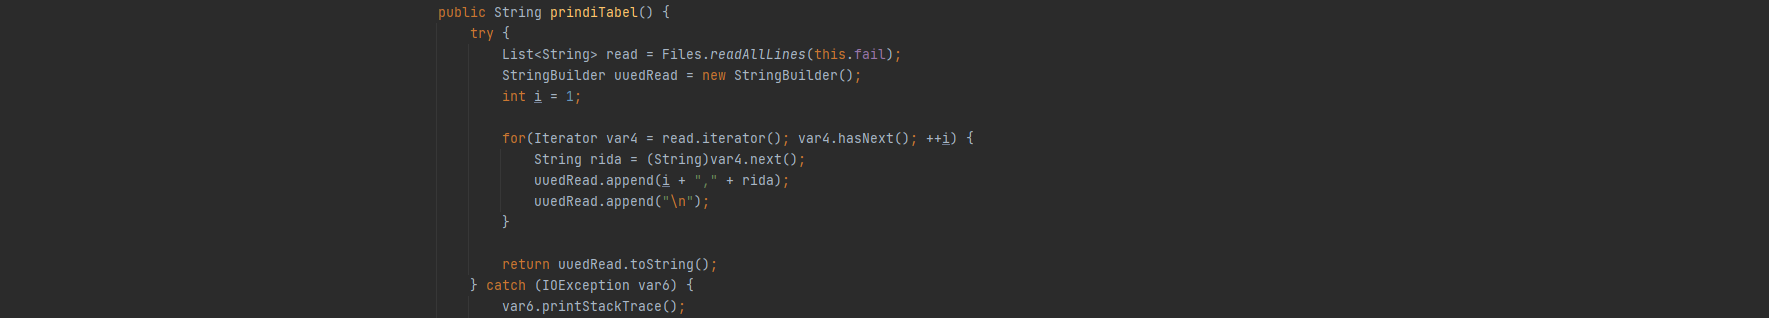 public String prindiTabel() {
try {
List<String> read = Files.readAllLines(this.fail);
StringBuilder uuedRead = new StringBuilder();
int i = 1;
for(Iterator var4 = read.iterator(); var4.hasNext(); ++i) {
String rida = (String)var4.next();
uuedRead.append(i + "," + rida);
uuedRead.append("\n");
}
return uuedRead.toString();
} catch (IOException var6) {
var6.printStackTrace();